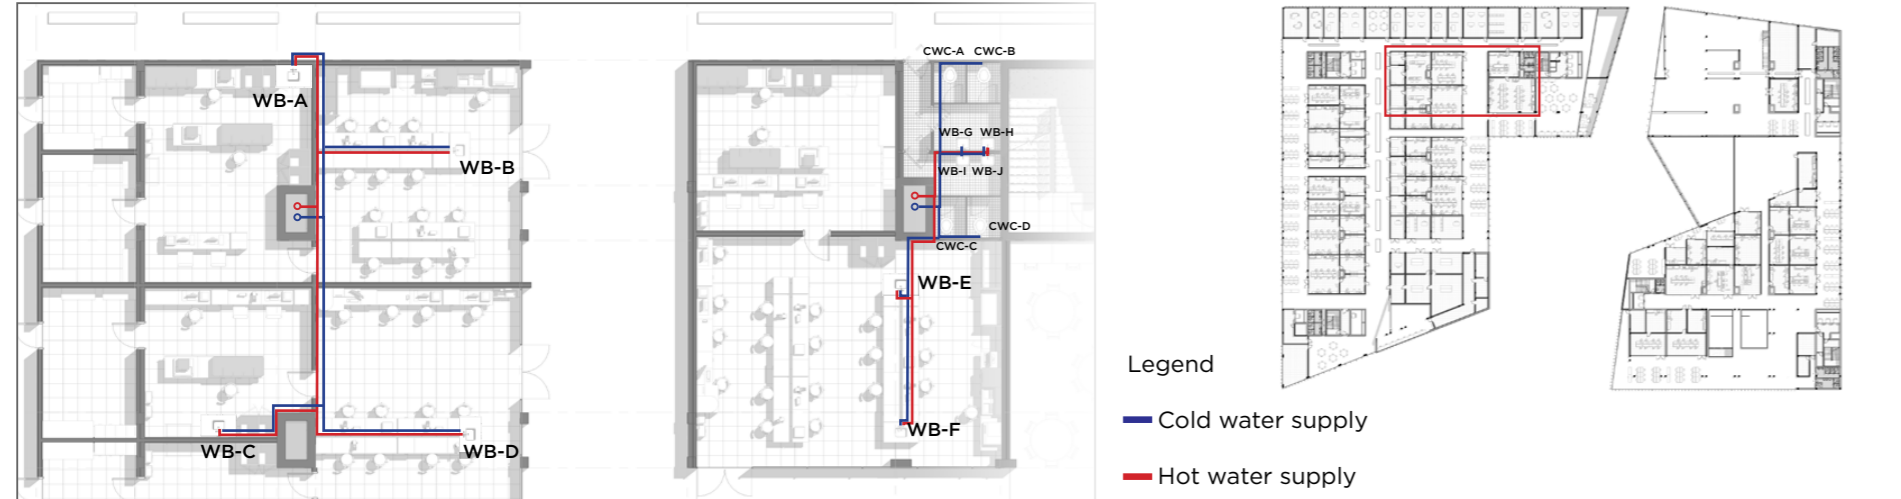 CWC-A CWC-B
WB-A
WB-G WB-H
WB-B
WB-I WB-J
CWC-D
CWC-C
WB-E
WB-F
WB-C
WB-D
Legend
Cold water supply
Hot water supply